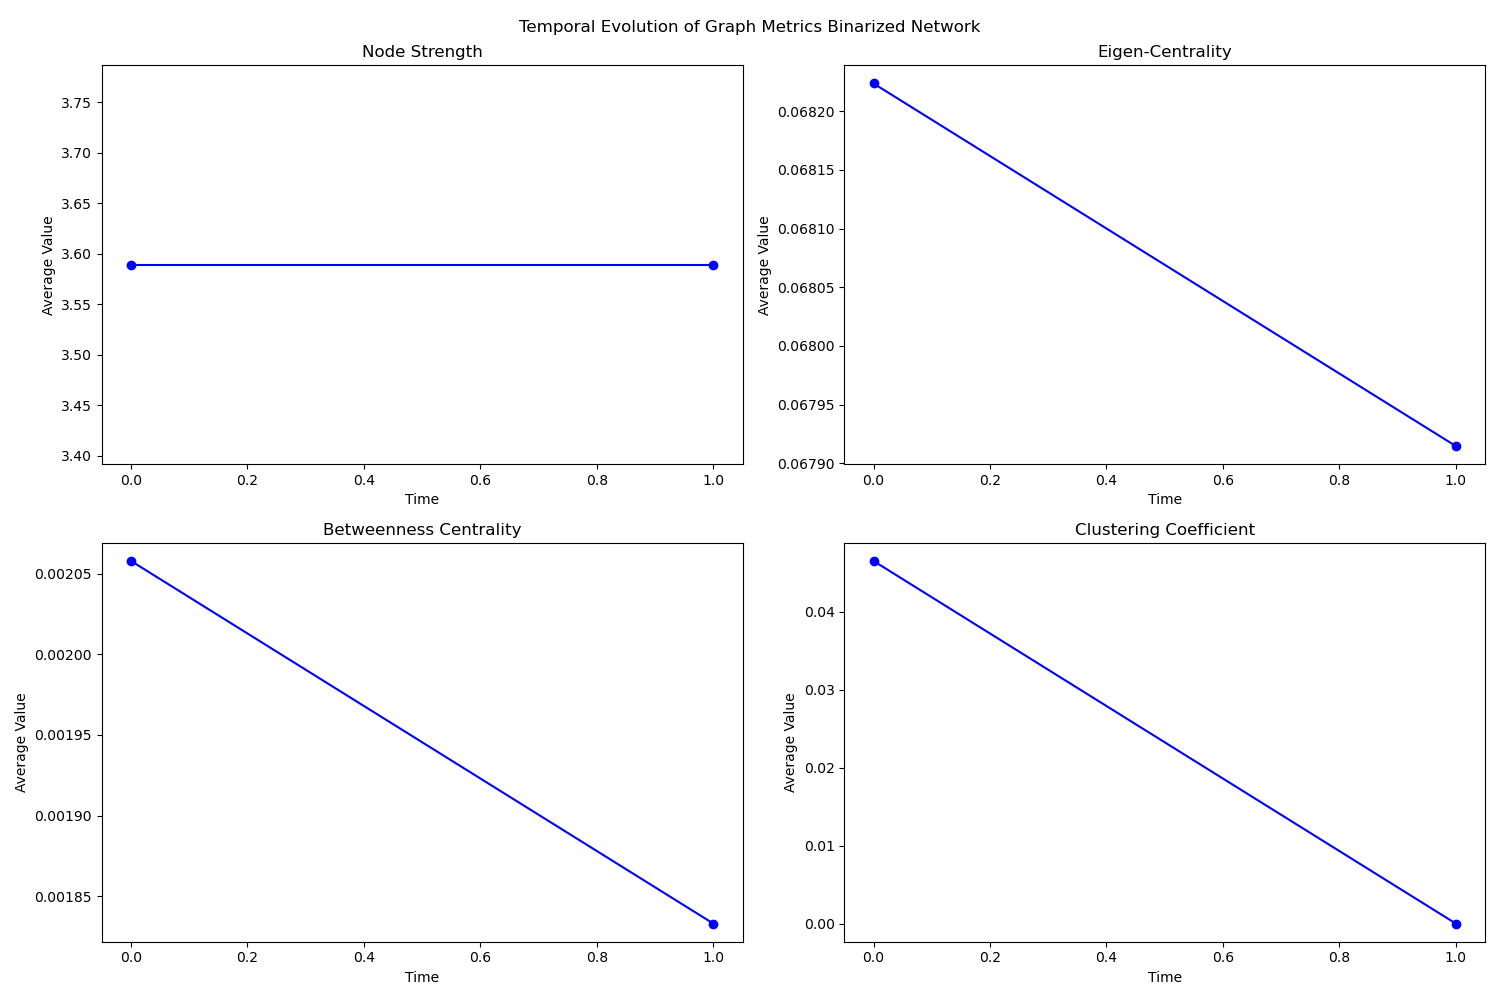 Temporal Evolution of Graph Metrics Binarized Network
Node Strength
Average Value
3.75
3.70
3.65
3.60
3.55
3.50
3.45
3.40
0.0 0.2 0.4 0.6 0.8 1.0
Time
Eigen-Centrality
Average Value
0.06820
0.06815
0.06810
0.06805
0.06800
0.06795
0.06790
0.0 0.2 0.4 0.6 0.8 1.0
Time
Betweenness Centrality
Average Value
0.00205
0.00200
0.00195
0.00190
0.00185
0.0 0.2 0.4 0.6 0.8 1.0
Time
Clustering Coefficient
Average Value
0.04
0.03
0.02
0.01
0.00
0.0 0.2 0.4 0.6 0.8 1.0
Time